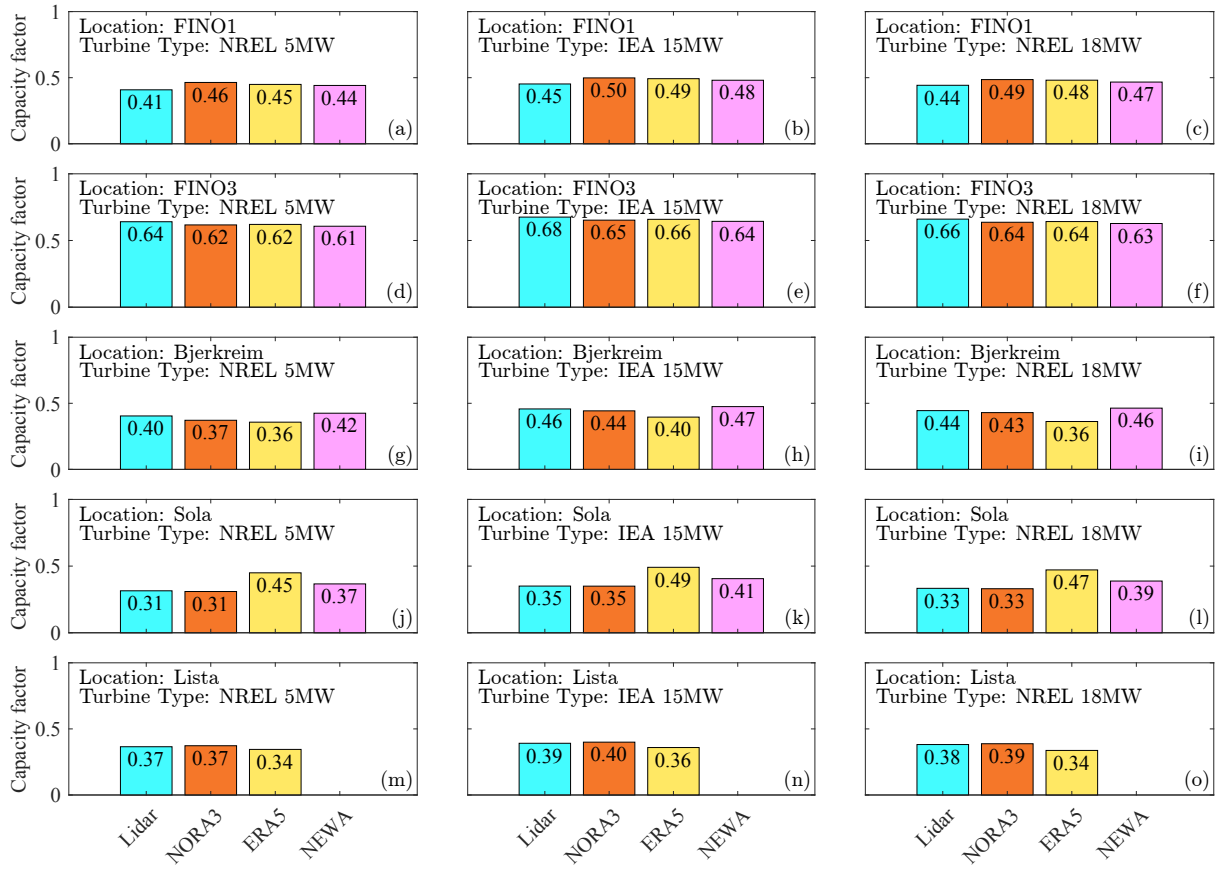 Capacity factor
1
0.5
0
Location: FINO1
Turbine Type: NREL 5MW
0.41
0.46
0.45
0.44
(a)
Location: FINO1
Turbine Type: IEA 15MW
0.45
0.50
0.49
0.48
(b)
Location: FINO1
Turbine Type: NREL 18MW
0.44
0.49
0.48
0.47
(c)
Capacity factor
1
0.5
0
Location: FINO3
Turbine Type: NREL 5MW
0.64
0.62
0.62
0.61
(d)
Location: FINO3
Turbine Type: IEA 15MW
0.68
0.65
0.66
0.64
(e)
Location: FINO3
Turbine Type: NREL 18MW
0.66
0.64
0.64
0.63
(f)
Capacity factor
1
0.5
0
Location: Bjerkreim
Turbine Type: NREL 5MW
0.40
0.37
0.36
0.42
(g)
Location: Bjerkreim
Turbine Type: IEA 15MW
0.46
0.44
0.40
0.47
(h)
Location: Bjerkreim
Turbine Type: NREL 18MW
0.44
0.43
0.36
0.46
(i)
Capacity factor
1
0.5
0
Location: Sola
Turbine Type: NREL 5MW
0.31
0.31
0.45
0.37
(j)
Location: Sola
Turbine Type: IEA 15MW
0.35
0.35
0.49
0.41
(k)
Location: Sola
Turbine Type: NREL 18MW
0.33
0.33
0.47
0.39
(l)
Capacity factor
1
0.5
0
Location: Lista
Turbine Type: NREL 5MW
0.37
0.37
0.34
(m)
Location: Lista
Turbine Type: IEA 15MW
0.39
0.40
0.36
(n)
Location: Lista
Turbine Type: NREL 18MW
0.38
0.39
0.34
(o)
Lidar
NORA3
ERA5
NEWA
Lidar
NORA3
ERA5
NEWA
Lidar
NORA3
ERA5
NEWA